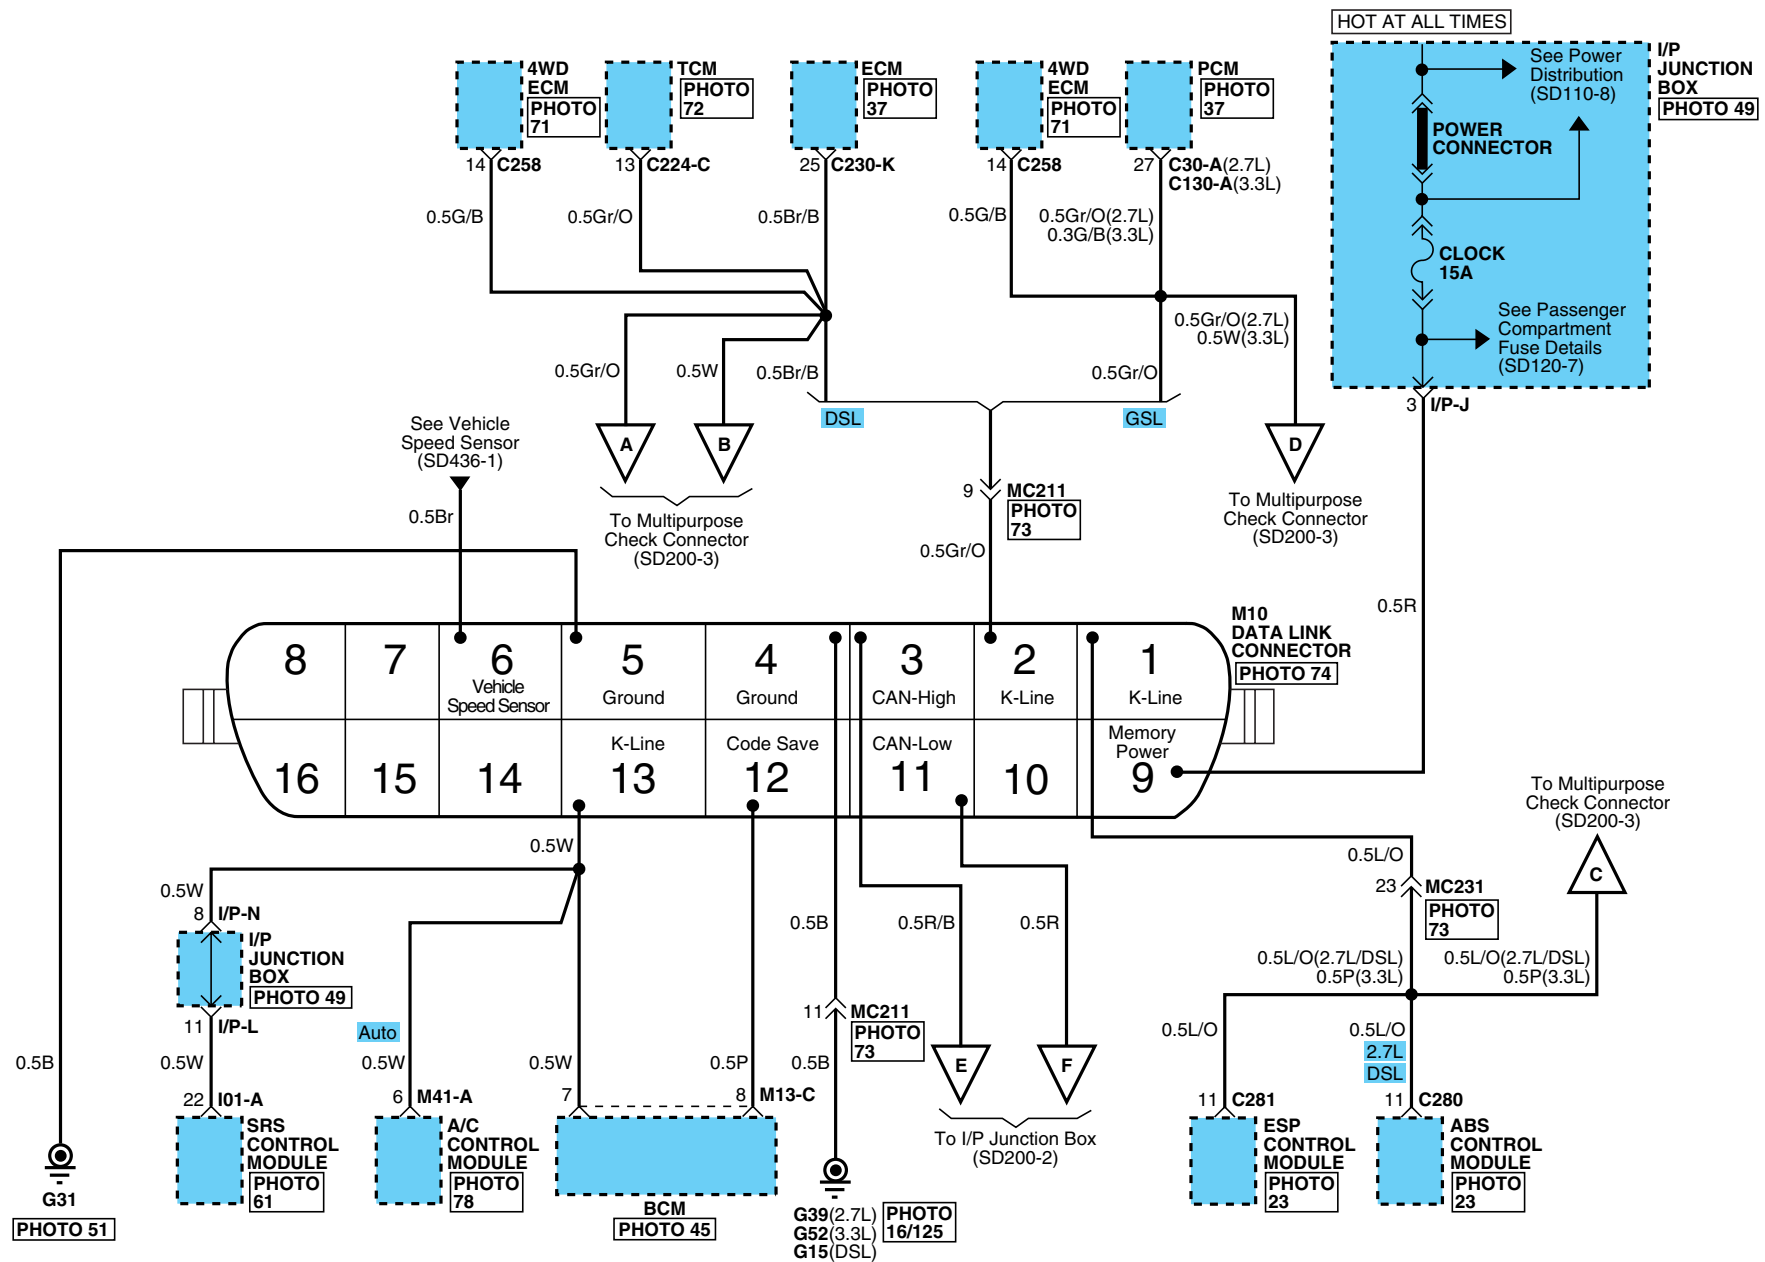 HOT AT ALL TIMES
4WD
ECM
PHOTO
71
TCM
PHOTO
72
ECM
PHOTO
37
4WD
ECM
PHOTO
71
PCM
PHOTO
37
See Power
Distribution
(SD110-8)
I/P
JUNCTION
BOX
PHOTO 49
POWER
CONNECTOR
CLOCK
15A
See Passenger
Compartment
Fuse Details
(SD120-7)
14 C258
13 C224-C
25 C230-K
14 C258
27 C30-A(2.7L)
C130-A(3.3L)
0.5G/B
0.5Gr/O
0.5Br/B
0.5G/B
0.5Gr/O(2.7L)
0.3G/B(3.3L)
0.5Gr/O(2.7L)
0.5W(3.3L)
0.5Gr/O
0.5W
0.5Br/B
0.5Gr/O
3 I/P-J
DSL
GSL
See Vehicle
Speed Sensor
(SD436-1)
A
B
D
To Multipurpose
Check Connector
(SD200-3)
9 MC211
PHOTO
73
To Multipurpose
Check Connector
(SD200-3)
0.5Br
0.5Gr/O
0.5R
M10
DATA LINK
CONNECTOR
PHOTO 74
8
7
6
Vehicle
Speed Sensor
5
Ground
4
Ground
3
CAN-High
2
K-Line
1
K-Line
16
15
14
K-Line
13
Code Save
12
CAN-Low
11
10
Memory
Power
9
To Multipurpose
Check Connector
(SD200-3)
C
0.5W
0.5L/O
23 MC231
PHOTO
73
0.5W
8 I/P-N
I/P
JUNCTION
BOX
PHOTO 49
11 I/P-L
0.5B
0.5R/B
0.5R
0.5L/O(2.7L/DSL)
0.5P(3.3L)
0.5L/O(2.7L/DSL)
0.5P(3.3L)
11 MC211
PHOTO
73
Auto
0.5L/O
0.5L/O
2.7L
DSL
0.5B
0.5W
0.5W
0.5W
0.5P
0.5B
E
F
22 I01-A
6 M41-A
7
8 M13-C
11 C281
11 C280
SRS
CONTROL
MODULE
PHOTO
61
A/C
CONTROL
MODULE
PHOTO
78
To I/P Junction Box
(SD200-2)
ESP
CONTROL
MODULE
PHOTO
23
ABS
CONTROL
MODULE
PHOTO
23
G31
PHOTO 51
BCM
PHOTO 45
G39(2.7L)
G52(3.3L)
G15(DSL)
PHOTO
16/125